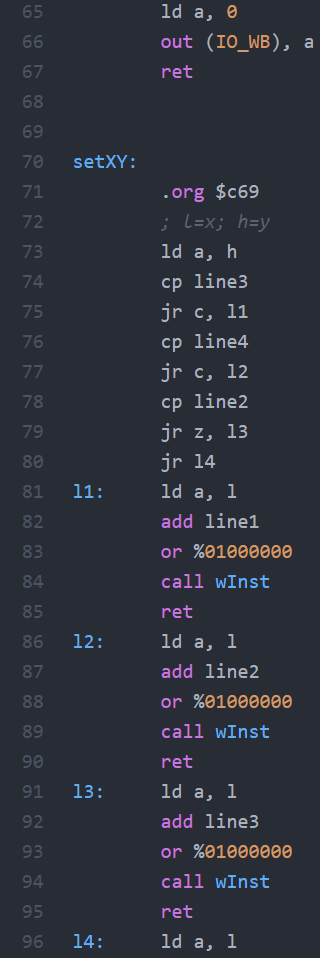 65 ld a, 0
66 out (IO_WB), a
67 ret
68
69
70 setXY:
71 .org $c69
72 ; l=x; h=y
73 ld a, h
74 cp line3
75 jr c, l1
76 cp line4
77 jr c, l2
78 cp line2
79 jr z, l3
80 jr l4
81 l1: ld a, l
82 add line1
83 or %01000000
84 call wInst
85 ret
86 l2: ld a, l
87 add line2
88 or %01000000
89 call wInst
90 ret
91 l3: ld a, l
92 add line3
93 or %01000000
94 call wInst
95 ret
96 l4: ld a, l